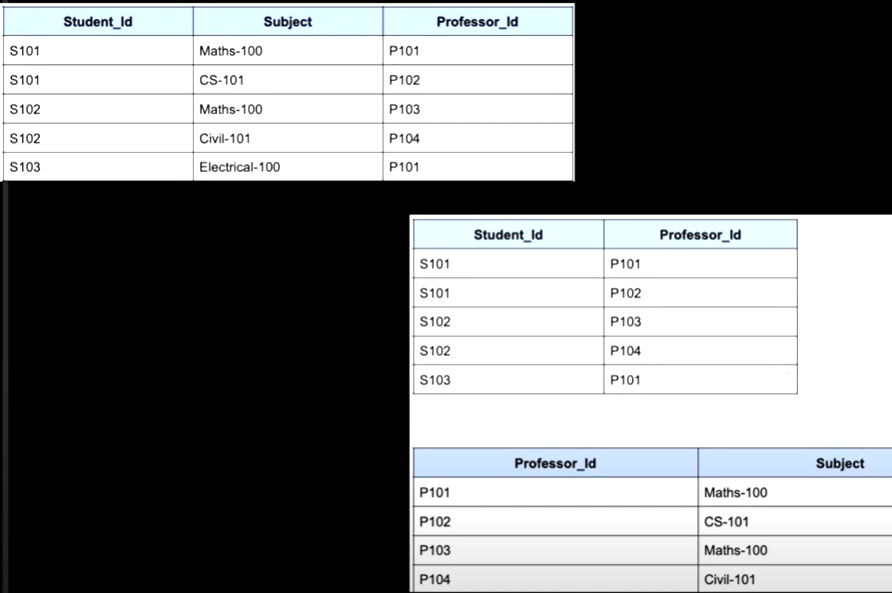 Student_Id Subject Professor_Id
S101 Maths-100 P101
S101 CS-101 P102
S102 Maths-100 P103
S102 Civil-101 P104
S103 Electrical-100 P101
Student_Id Professor_Id
S101 P101
S101 P102
S102 P103
S102 P104
S103 P101
Professor_Id Subject
P101 Maths-100
P102 CS-101
P103 Maths-100
P104 Civil-101